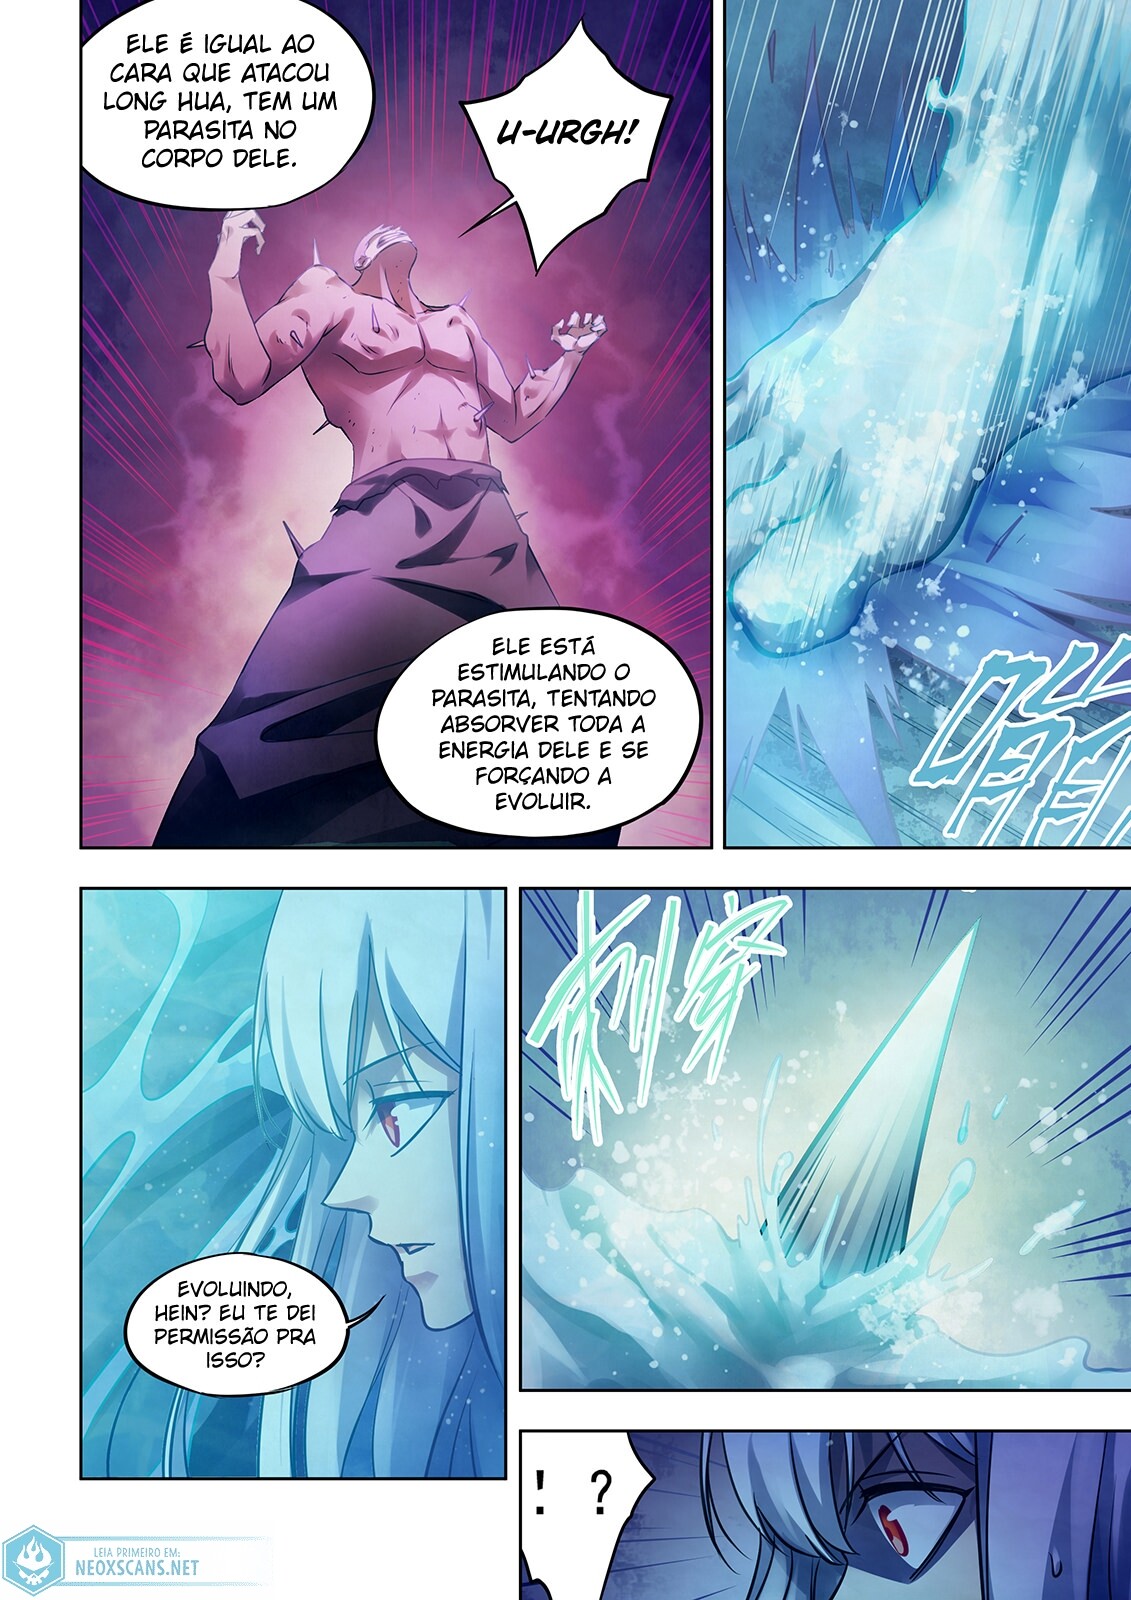 ELE É IGUAL AO
CARA QUE ATACOU
LONG HUA, TEM UM
PARASITA NO
CORPO DELE.
U-URGH!
ELE ESTÁ
ESTIMULANDO O
PARASITA, TENTANDO
ABSORVER TODA A
ENERGIA DELE E SE
FORÇANDO A
EVOLUIR.
刺穿
EVOLUINDO,
HEIN? EU TE DEI
PERMISSÃO PRA
ISSO?
! ?
LEIA PRIMEIRO EM:
NEOXSCANS.NET